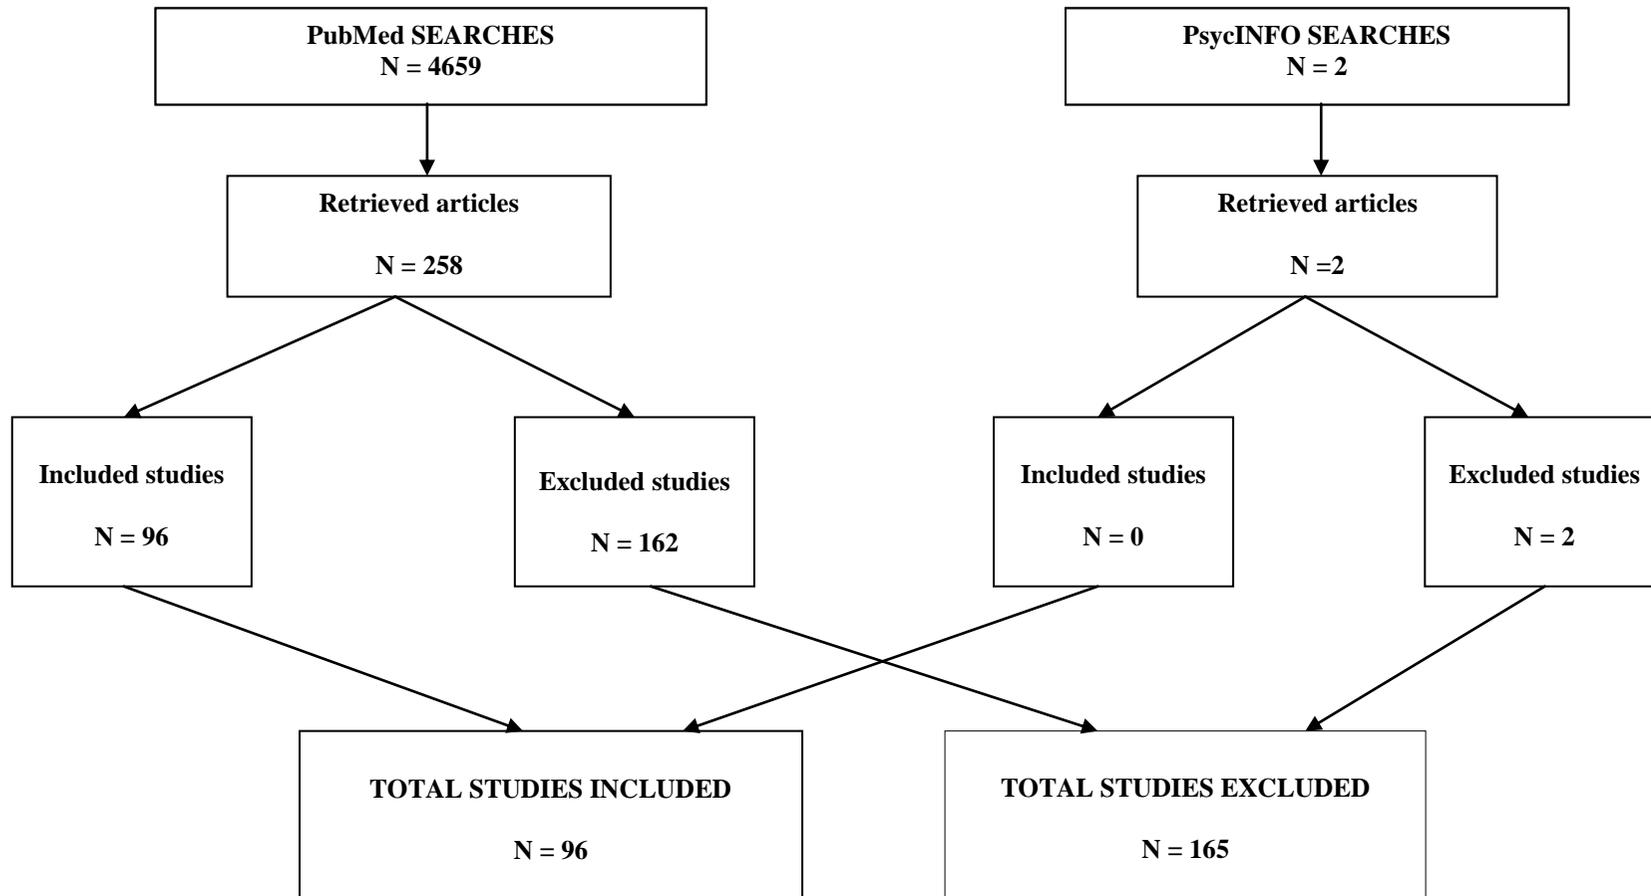 PubMed SEARCHES
N = 4659
PsycINFO SEARCHES
N = 2
Retrieved articles
N = 258
Retrieved articles
N =2
Included studies
N = 96
Excluded studies
N = 162
Included studies
N = 0
Excluded studies
N = 2
TOTAL STUDIES INCLUDED
N = 96
TOTAL STUDIES EXCLUDED
N = 165